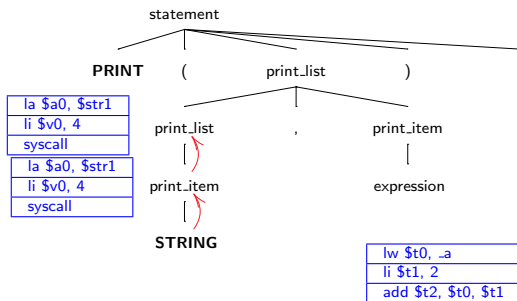 statement
PRINT ( print_list )
la $a0, $str1
li $v0, 4
syscall
print_list , print_item
la $a0, $str1
li $v0, 4
syscall
print_item expression
STRING
lw $t0, _a
li $t1, 2
add $t2, $t0, $t1